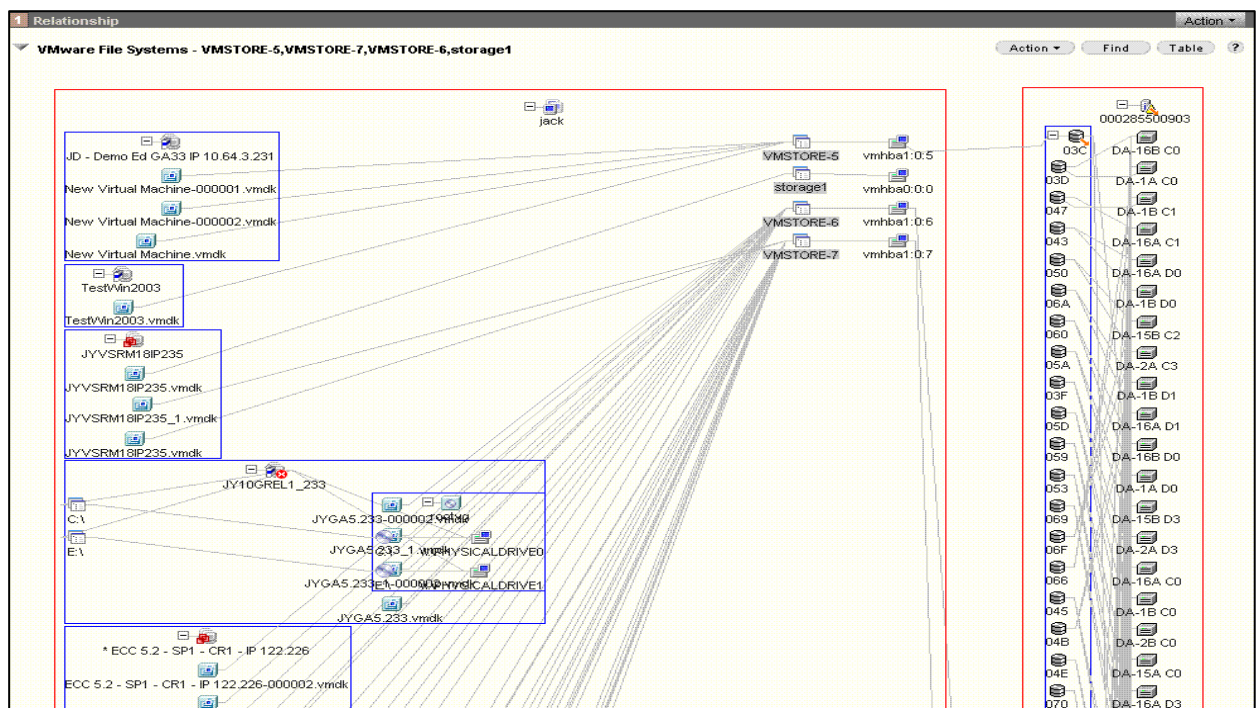 1 Relationship
Action
VMware File Systems - VMSTORE-5,VMSTORE-7,VMSTORE-6,storage1
Action Find Table ?
jack
JD - Demo Ed GA33 IP 10.64.3.231
New Virtual Machine-000001.vmdk
New Virtual Machine-000002.vmdk
New Virtual Machine.vmdk
TestWin2003
TestWin2003.vmdk
JYVSRM18IP235
JYVSRM18IP235.vmdk
JYVSRM18IP235_1.vmdk
JYVSRM18IP235.vmdk
JY10GREL1_233
C:\
E:\
JYGA5.233-000002.vmdk
JYGA5.233_1.vmdk
JYGA5.233.vmdk
* ECC 5.2 - SP1 - CR1 - IP 122.226
ECC 5.2 - SP1 - CR1 - IP 122.226-000002.vmdk
VMSTORE-5 vmhba1:0:5
storage1 vmhba0:0:0
VMSTORE-6 vmhba1:0:6
VMSTORE-7 vmhba1:0:7
000285500903
03C DA-16B C0
03D DA-1A C0
047 DA-1B C1
043 DA-16A C1
050 DA-16A D0
06A DA-1B D0
060 DA-15B C2
05A DA-2A C3
03F DA-1B D1
05D DA-16A D1
059 DA-16B D0
053 DA-1A D0
069 DA-15B D3
06F DA-2A D3
066 DA-16A C0
045 DA-1B C0
04B DA-2B C0
04E DA-15A C0
070 DA-16A D3